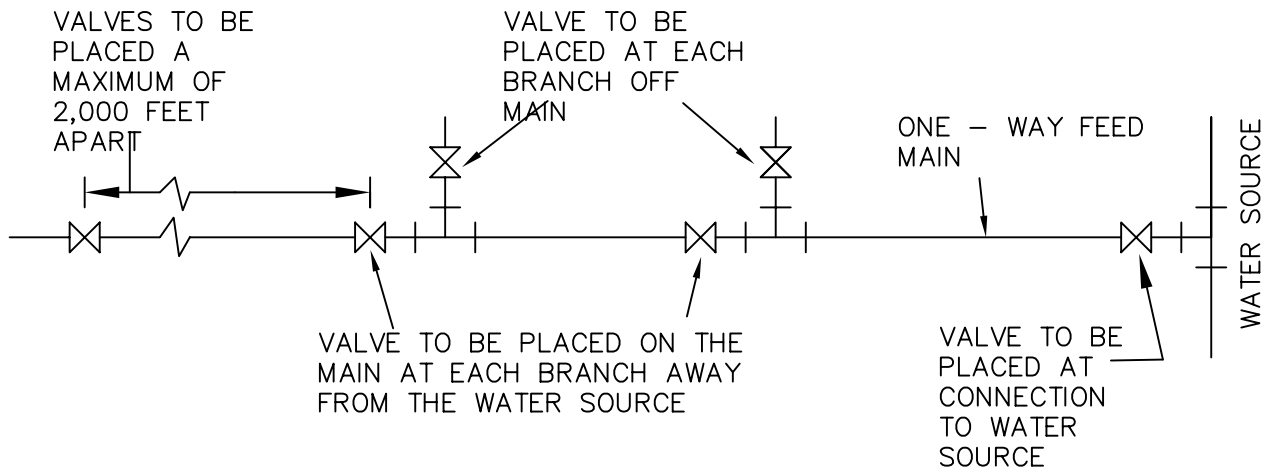 VALVES TO BE
PLACED A
MAXIMUM OF
2,000 FEET
APART
VALVE TO BE
PLACED AT EACH
BRANCH OFF
MAIN
ONE – WAY FEED
MAIN
WATER SOURCE
VALVE TO BE PLACED ON THE
MAIN AT EACH BRANCH AWAY
FROM THE WATER SOURCE
VALVE TO BE
PLACED AT
CONNECTION
TO WATER
SOURCE